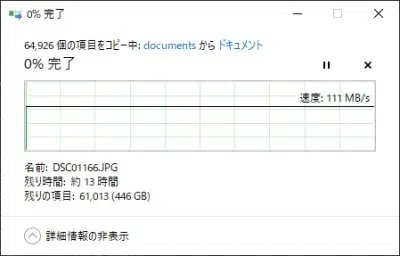 0% 完了
64,926 個の項目をコピー中: documents から ドキュメント
0% 完了
速度: 111 MB/s
名前: DSC01166.JPG
残り時間: 約 13 時間
残りの項目: 61,013 (446 GB)
詳細情報の非表示